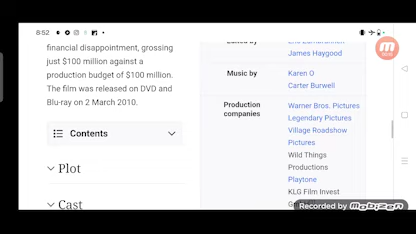 8:52
financial disappointment, grossing
just $100 million against a
production budget of $100 million.
The film was released on DVD and
Blu-ray on 2 March 2010.
Contents
Plot
Cast
James Haygood
Music by
Karen O
Carter Burwell
Production
companies
Warner Bros. Pictures
Legendary Pictures
Village Roadshow
Pictures
Wild Things
Productions
Playtone
KLG Film Invest
Recorded by
Mobizen